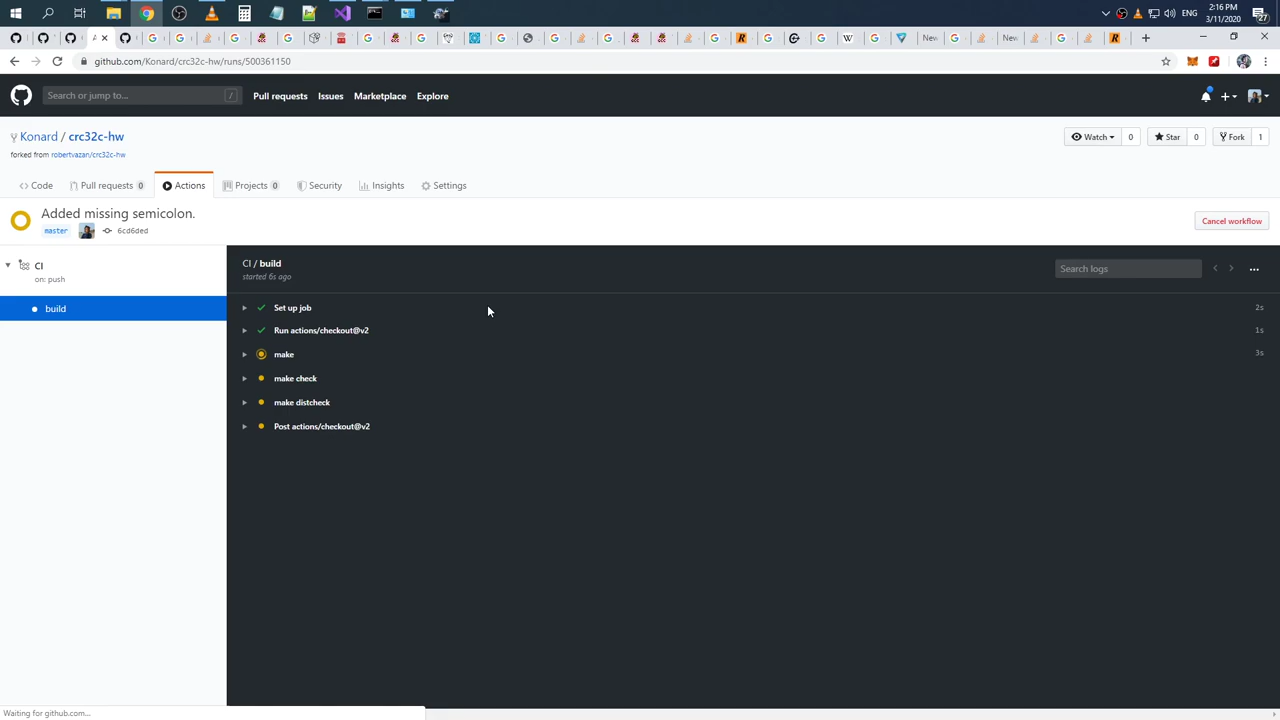 2:16 PM
ENG
3/11/2020
27
New
New
github.com/Konard/crc32c-hw/runs/500361150
Search or jump to...
/
Pull requests
Issues
Marketplace
Explore
Konard / crc32c-hw
forked from robertvazan/crc32c-hw
Watch 0
Star 0
Fork 1
Code
Pull requests 0
Actions
Projects 0
Security
Insights
Settings
Added missing semicolon.
master
6cd6ded
Cancel workflow
CI
on: push
build
CI / build
started 6s ago
Search logs
Set up job
2s
Run actions/checkout@v2
1s
make
3s
make check
make distcheck
Post actions/checkout@v2
Waiting for github.com...